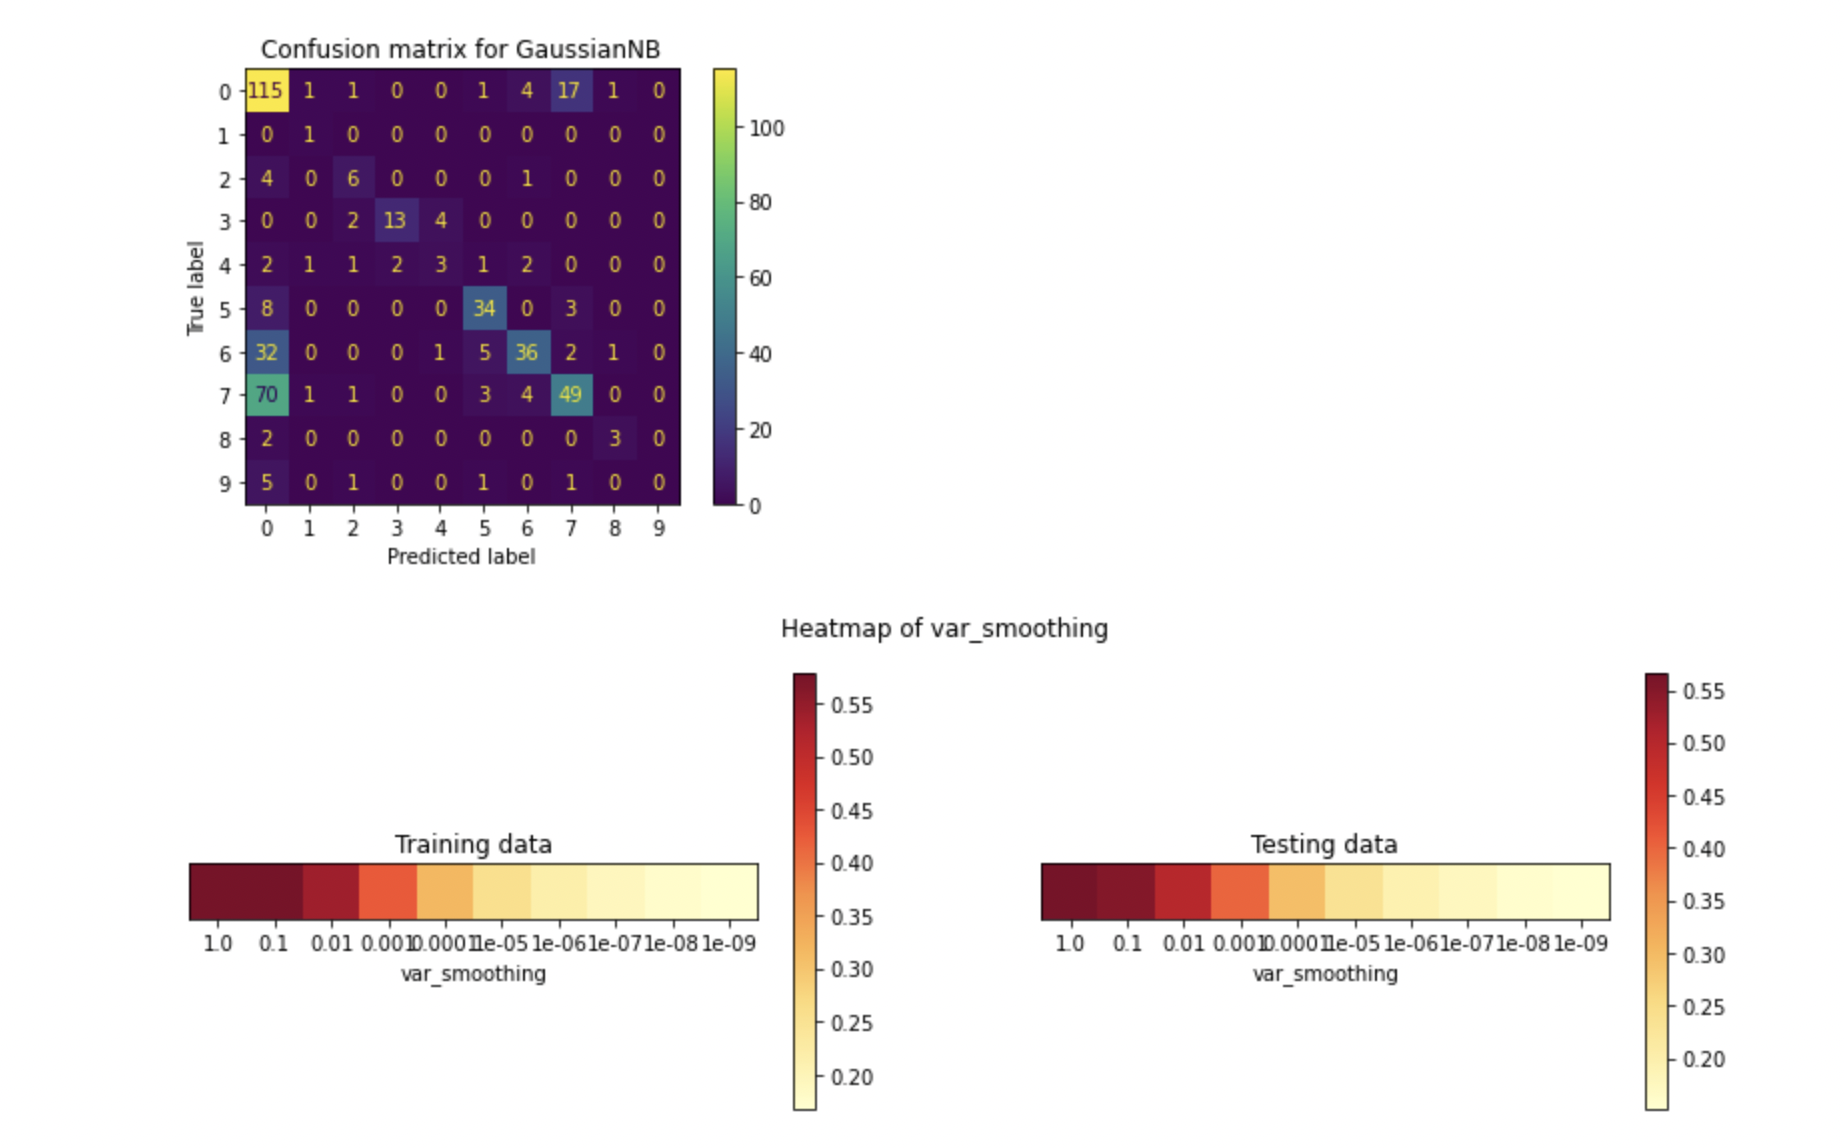 Confusion matrix for GaussianNB
0 115 1 1 0 0 1 4 17 1 0
1 0 1 0 0 0 0 0 0 0 0
2 4 0 6 0 0 0 1 0 0 0
3 0 0 2 13 4 0 0 0 0 0
4 2 1 1 2 3 1 2 0 0 0
5 8 0 0 0 0 34 0 3 0 0
6 32 0 0 0 1 5 36 2 1 0
7 70 1 1 0 0 3 4 49 0 0
8 2 0 0 0 0 0 0 0 3 0
9 5 0 1 0 0 1 0 1 0 0
0 1 2 3 4 5 6 7 8 9
True label
Predicted label
100
80
60
40
20
0
Heatmap of var_smoothing
Training data
1.0 0.1 0.01 0.001 0.0001 1e-05 1e-06 1e-07 1e-08 1e-09
var_smoothing
0.55
0.50
0.45
0.40
0.35
0.30
0.25
0.20
Testing data
1.0 0.1 0.01 0.001 0.0001 1e-05 1e-06 1e-07 1e-08 1e-09
var_smoothing
0.55
0.50
0.45
0.40
0.35
0.30
0.25
0.20